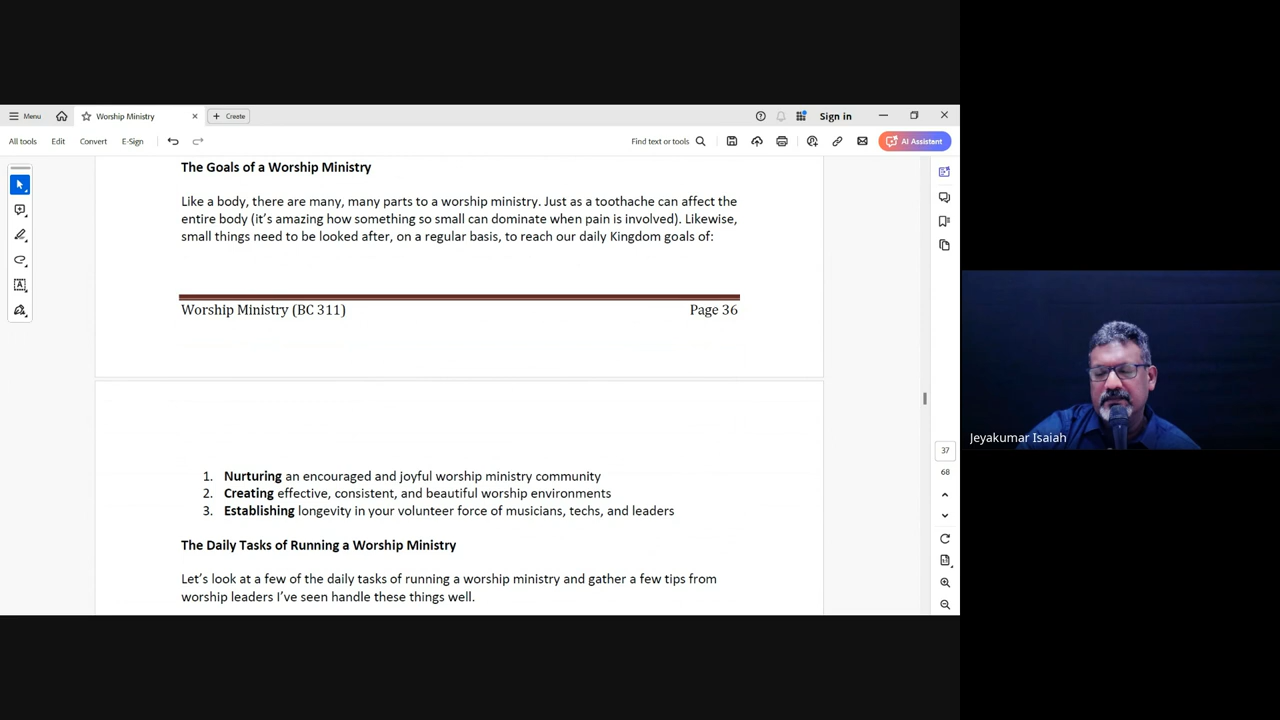 Menu
Worship Ministry
Create
Sign in
All tools
Edit
Convert
E-Sign
Find text or tools
AI Assistant
The Goals of a Worship Ministry
Like a body, there are many, many parts to a worship ministry. Just as a toothache can affect the
entire body (it's amazing how something so small can dominate when pain is involved). Likewise,
small things need to be looked after, on a regular basis, to reach our daily Kingdom goals of:
Worship Ministry (BC 311)
Page 36
1. Nurturing an encouraged and joyful worship ministry community
2. Creating effective, consistent, and beautiful worship environments
3. Establishing longevity in your volunteer force of musicians, techs, and leaders
The Daily Tasks of Running a Worship Ministry
Let's look at a few of the daily tasks of running a worship ministry and gather a few tips from
worship leaders I've seen handle these things well.
37
68
Jeyakumar Isaiah